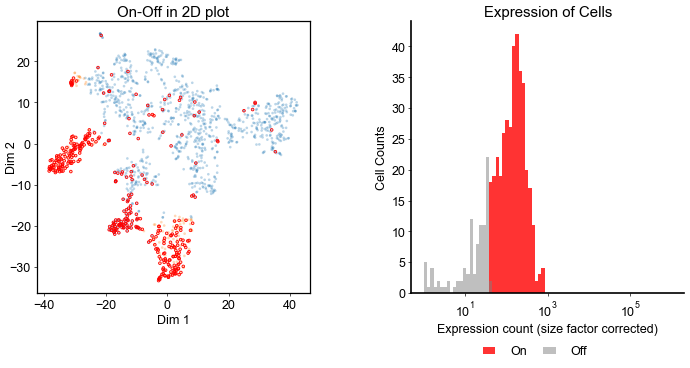 On-Off in 2D plot
20
10
0
−10
−20
−30
Dim 2
−40
−20
0
20
40
Dim 1
Expression of Cells
40
35
30
25
20
15
10
5
0
Cell Counts
10^1
10^3
10^5
Expression count (size factor corrected)
On
Off